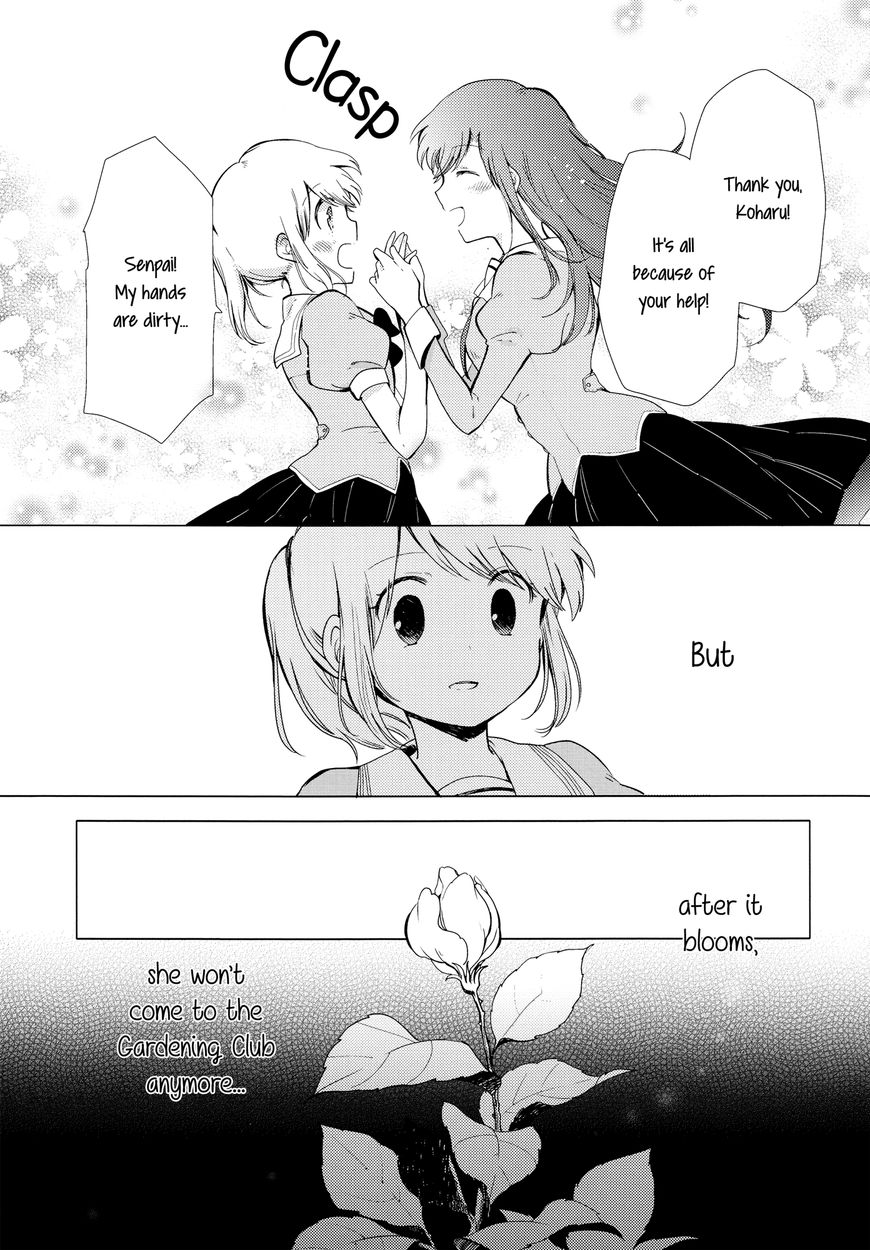 Clasp
Thank you,
Koharu!
It's all
because of
your help!
Senpai!
My hands
are dirty...
But
after it
blooms,
she won't
come to the
Gardening Club
anymore...